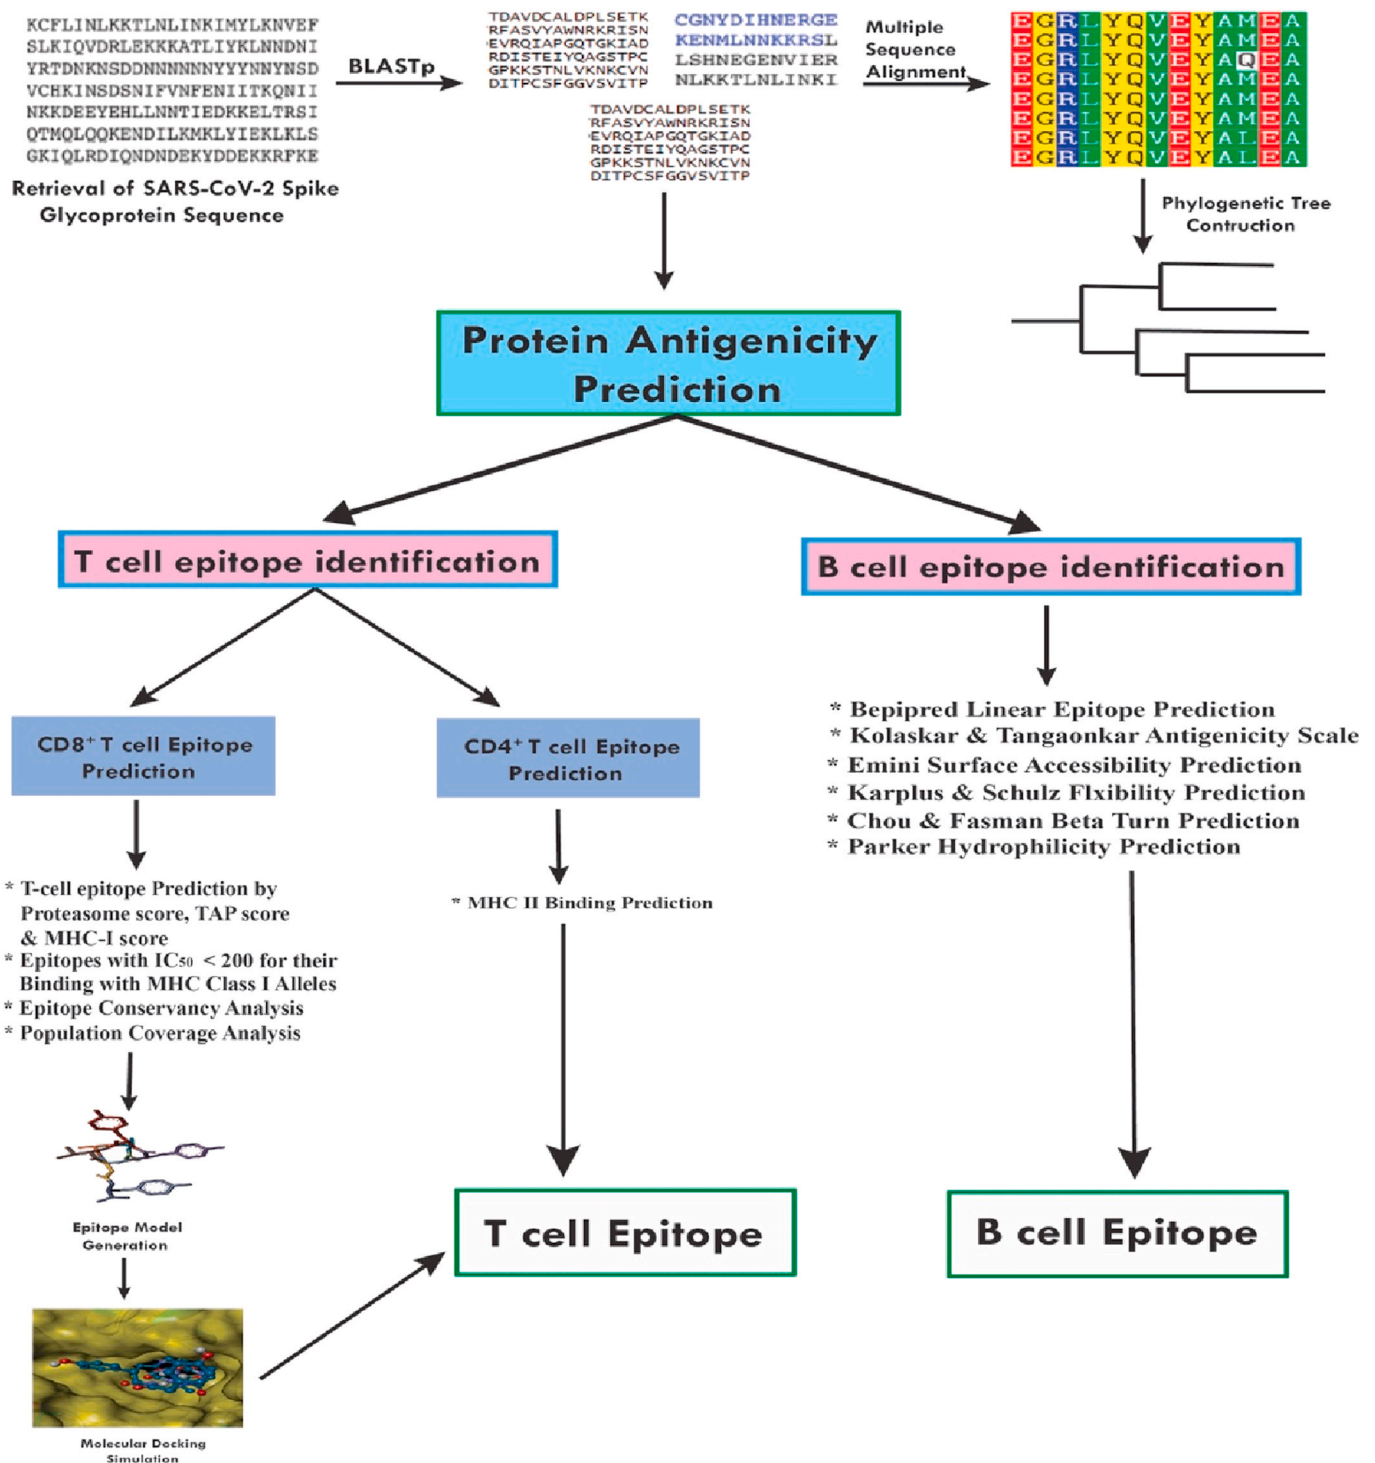 KCFLINLKKTLNLINKIMYLKNVEF
SLKIQVDRLEKKKATLIYKLNNDNI
YRTDNKNSDDNNNNNNYYYNNYNSD
VCHKINSDSNIFVNFENIITKQNII
NKKDEEYEHLLNNTIEDKKELTRSI
QTMQLQQKENDILKMKLYIEKLKLS
GKIQLRDIQNDNDEKYDDEKKRFKE
Retrieval of SARS-CoV-2 Spike
Glycoprotein Sequence
BLASTp
TDAVDCALDPLSETK
RFASVYAWNRKRISN
EVRQIAPGQTGKIAD
RDISTEIYQAGSTPC
GPKKSTNLVKNKCVN
DITPCSFGGVSVITP
CGNYDIHNERGE
KENMLNNKKRSL
LSHNEGENVIER
NLKKTLNLINKI
TDAVDCALDPLSETK
RFASVYAWNRKRISN
EVRQIAPGQTGKIAD
RDISTEIYQAGSTPC
GPKKSTNLVKNKCVN
DITPCSFGGVSVITP
Multiple
Sequence
Alignment
EGRLYQVEYAMEA
EGRLYQVEYAMEA
EGRLYQVEYAQEA
EGRLYQVEYAMEA
EGRLYQVEYAMEA
EGRLYQVEYAMEA
EGRLYQVEYALEA
EGRLYQVEYALEA
Phylogenetic Tree
Contruction
Protein Antigenicity
Prediction
T cell epitope identification
B cell epitope identification
CD8+ T cell Epitope
Prediction
CD4+ T cell Epitope
Prediction
* Bepipred Linear Epitope Prediction
* Kolaskar & Tangaonkar Antigenicity Scale
* Emini Surface Accessibility Prediction
* Karplus & Schulz Flxibility Prediction
* Chou & Fasman Beta Turn Prediction
* Parker Hydrophilicity Prediction
* T-cell epitope Prediction by
Proteasome score, TAP score
& MHC-I score
* Epitopes with IC50 < 200 for their
Binding with MHC Class I Alleles
* Epitope Conservancy Analysis
* Population Coverage Analysis
* MHC II Binding Prediction
Epitope Model
Generation
T cell Epitope
B cell Epitope
Molecular Docking
Simulation